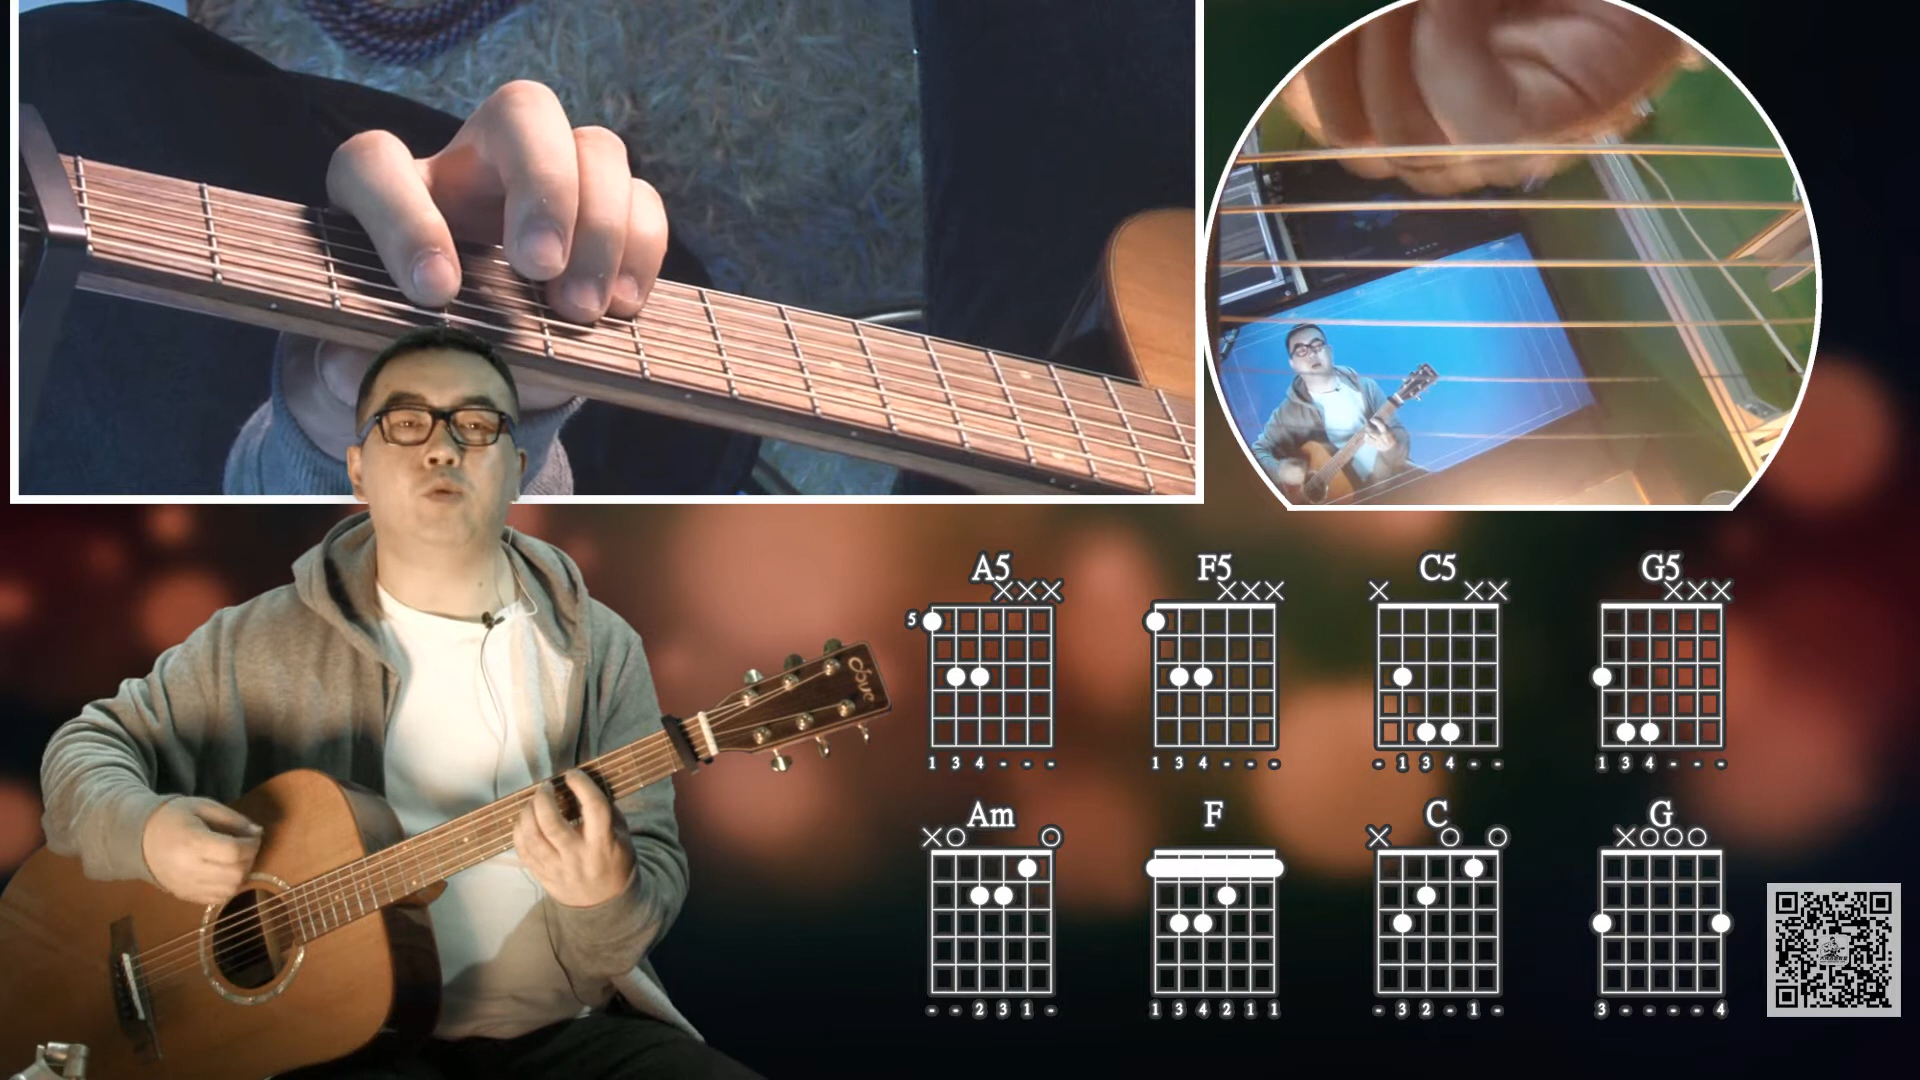 A5 F5 C5 G5
××× ××× × ×× ×××
5
1 3 4 - - - 1 3 4 - - - - 1 3 4 - - 1 3 4 - - -
Am F C G
×○ ○ × ○ ○ ×○○○
- - 2 3 1 - 1 3 4 2 1 1 - 3 2 - 1 - 3 - - - - 4